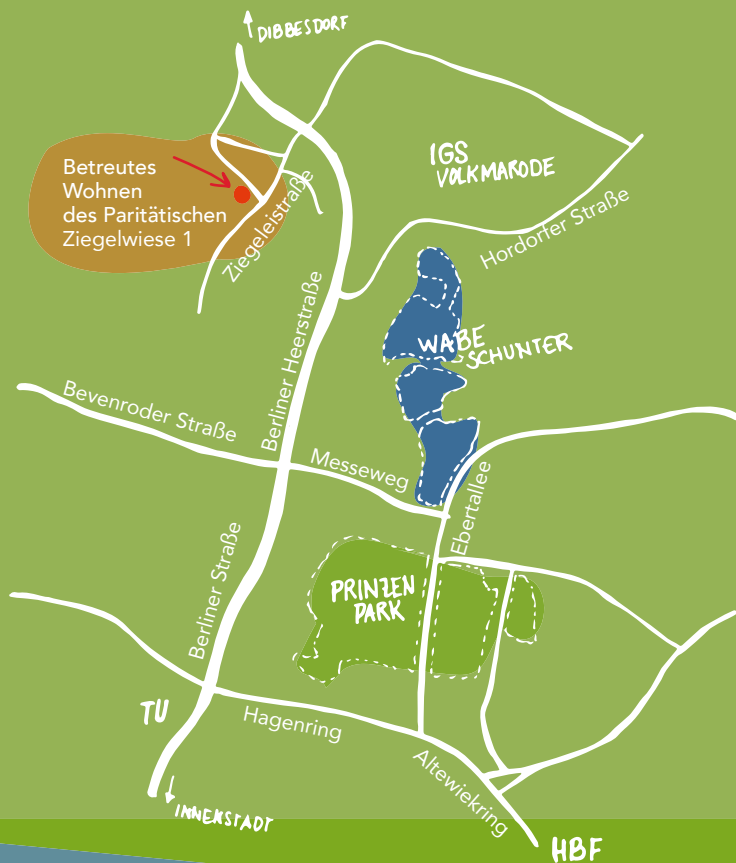 DIBBESDORF
IGS
VOLKMARODE
Betreutes
Wohnen
des Paritätischen
Ziegelwiese 1
Ziegeleistraße
Hordorfer Straße
Berliner Heerstraße
WABE
SCHUNTER
Bevenroder Straße
Messeweg
Ebertallee
Berliner Straße
PRINZEN
PARK
TU
Hagenring
Altewiekring
INNENSTADT
HBF